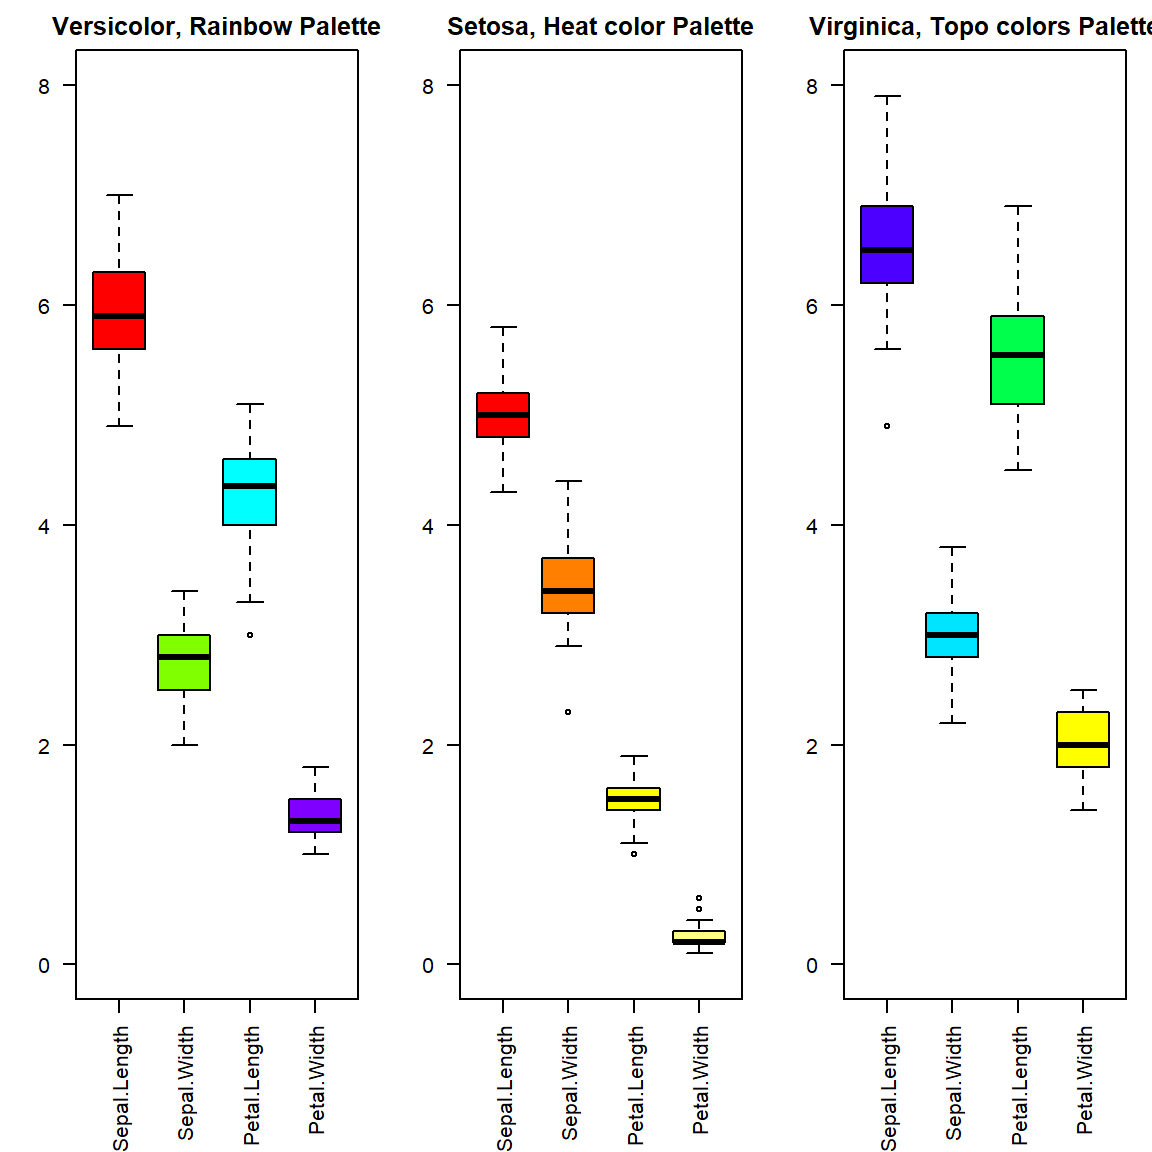 Versicolor, Rainbow Palette
8
6
4
2
0
Sepal.Length
Sepal.Width
Petal.Length
Petal.Width
Setosa, Heat color Palette
8
6
4
2
0
Sepal.Length
Sepal.Width
Petal.Length
Petal.Width
Virginica, Topo colors Palette
8
6
4
2
0
Sepal.Length
Sepal.Width
Petal.Length
Petal.Width